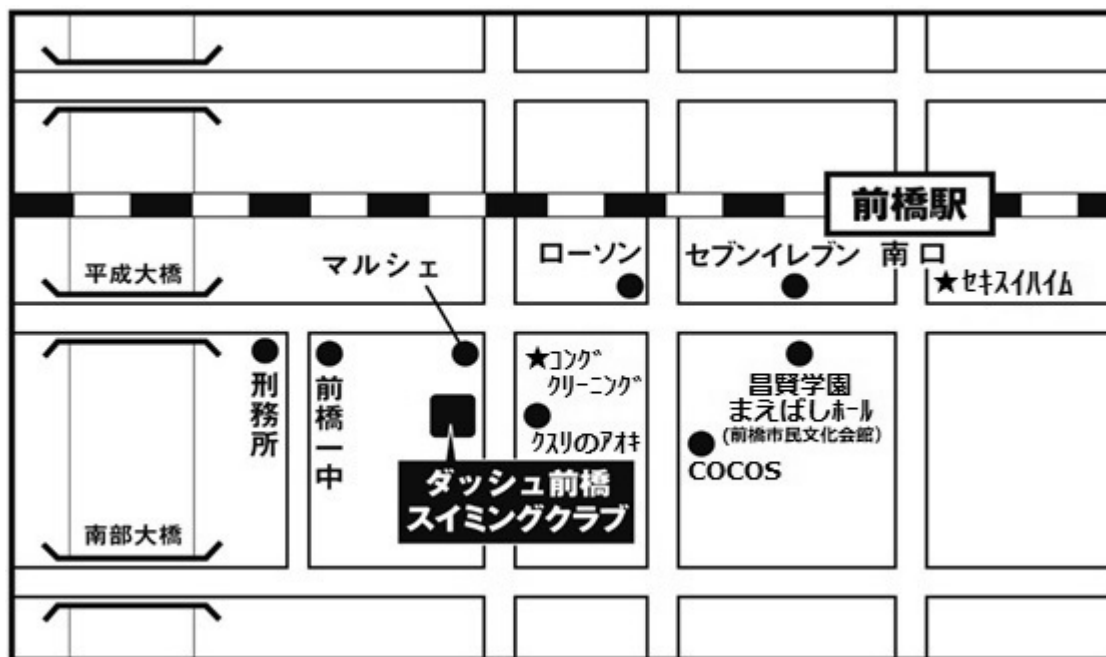 前橋駅
平成大橋
マルシェ
ローソン
セブンイレブン
南口
★セキスイハイム
刑務所
前橋一中
★コング
クリーニング
クスリのアオキ
昌賢学園
まえばしホール
(前橋市民文化会館)
COCOS
ダッシュ前橋
スイミングクラブ
南部大橋